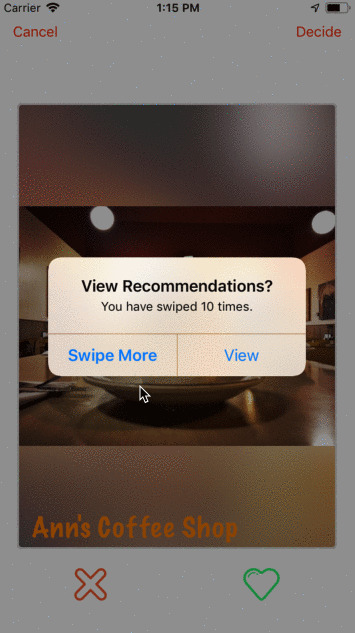 Carrier 1:15 PM
Cancel Decide
View Recommendations?
You have swiped 10 times.
Swipe More View
Ann's Coffee Shop